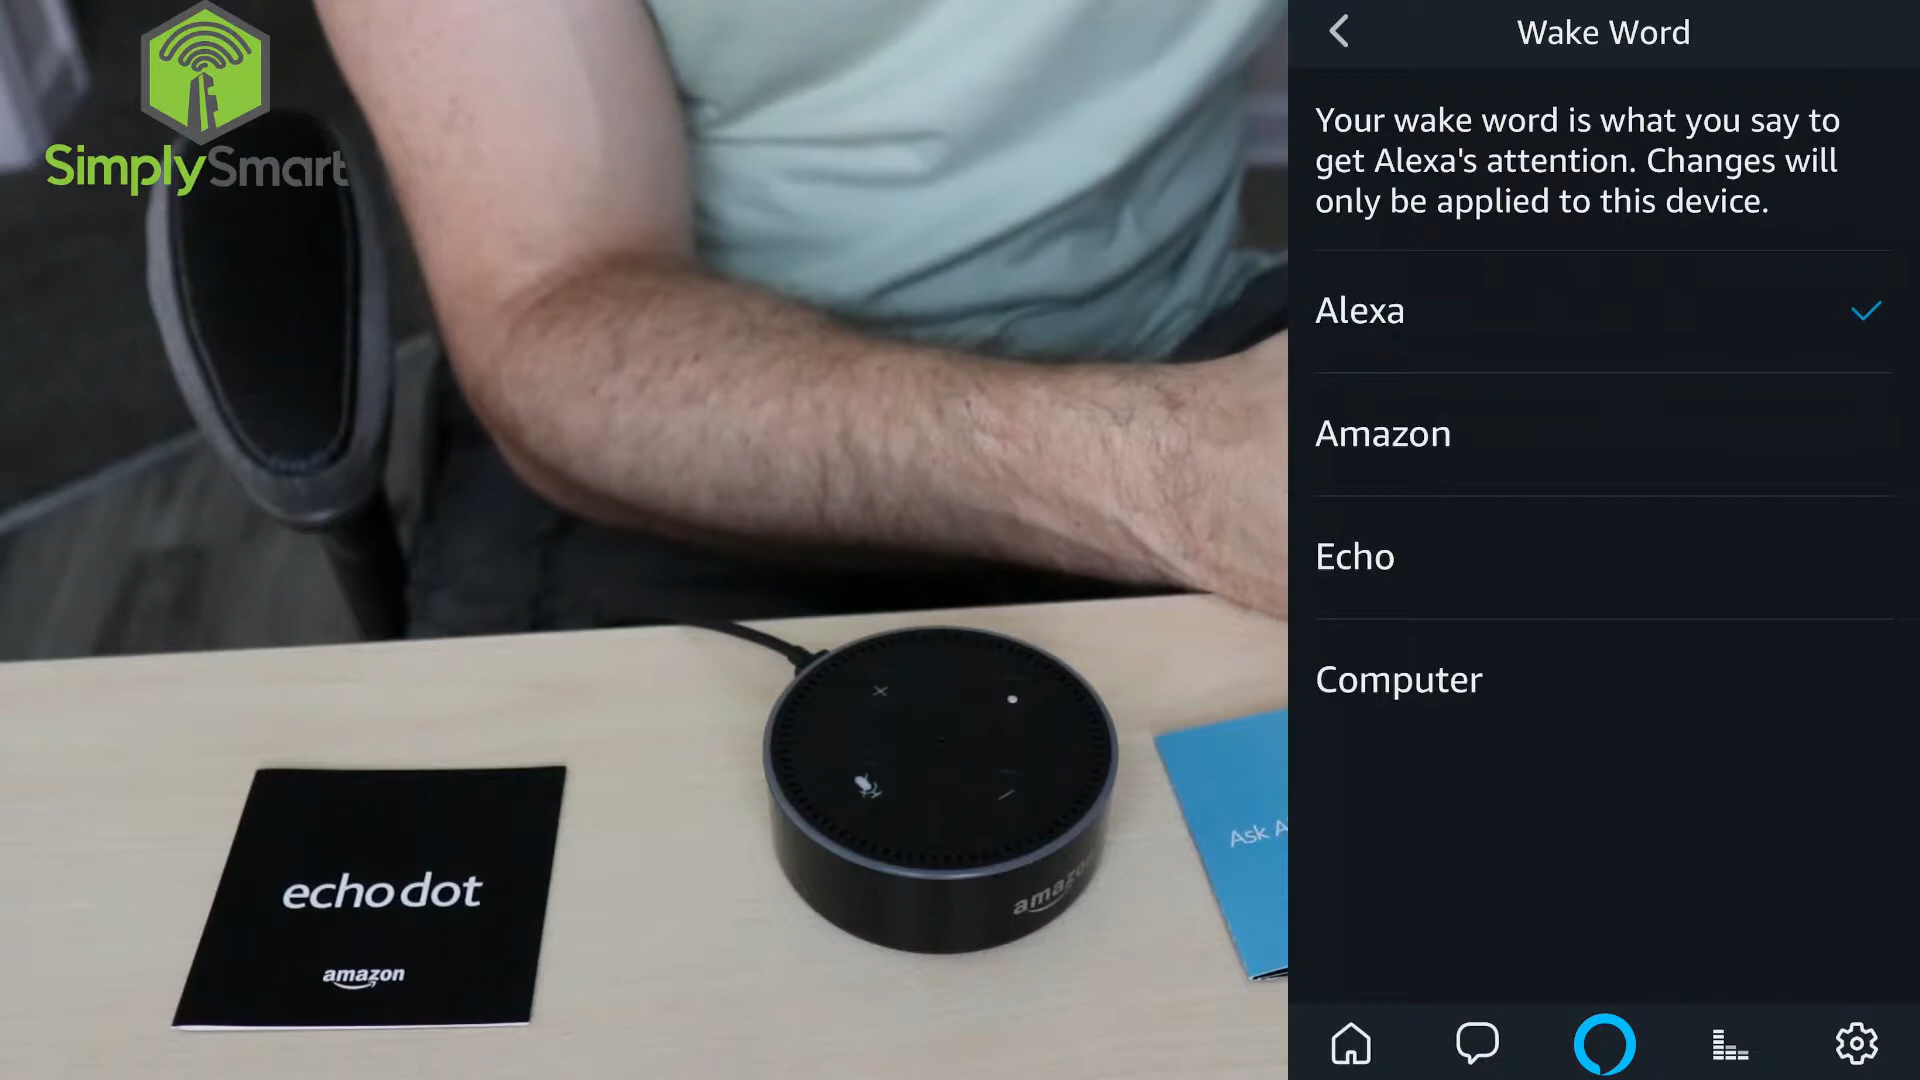 SimplySmart
echo dot
amazon
amazon
Ask A
Wake Word
Your wake word is what you say to
get Alexa's attention. Changes will
only be applied to this device.
Alexa
Amazon
Echo
Computer